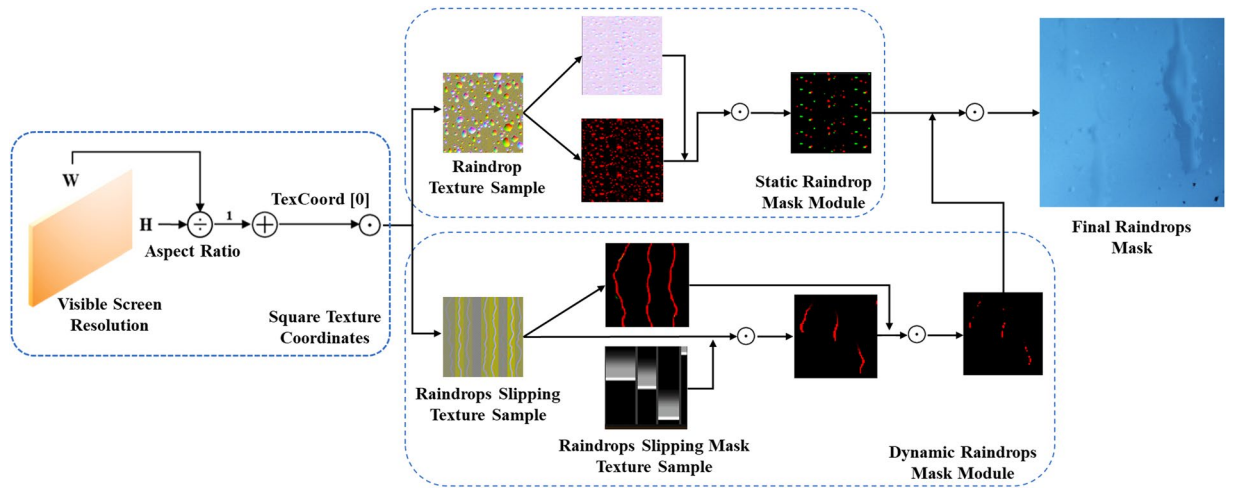 W
H
÷
1
+
TexCoord [0]
Aspect Ratio
Visible Screen
Resolution
Square Texture
Coordinates
Raindrop
Texture Sample
Static Raindrop
Mask Module
Raindrops Slipping
Texture Sample
Raindrops Slipping Mask
Texture Sample
Dynamic Raindrops
Mask Module
Final Raindrops
Mask